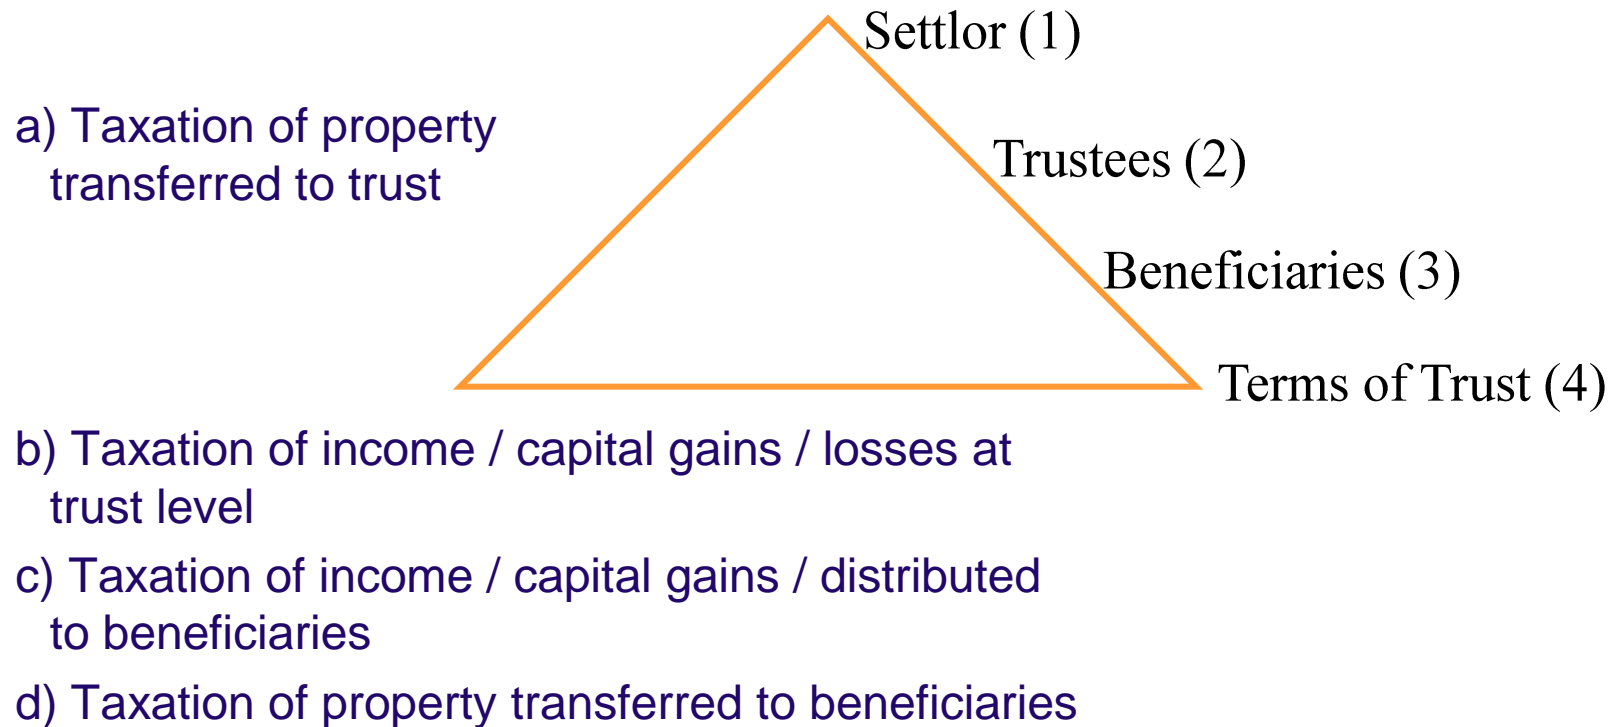 Settlor (1)
a) Taxation of property
transferred to trust
Trustees (2)
Beneficiaries (3)
Terms of Trust (4)
b) Taxation of income / capital gains / losses at
trust level
c) Taxation of income / capital gains / distributed
to beneficiaries
d) Taxation of property transferred to beneficiaries